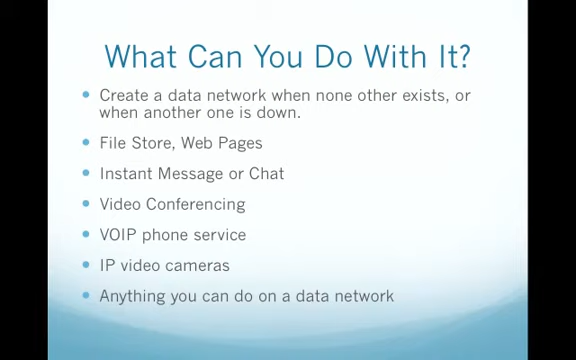 What Can You Do With It?
• Create a data network when none other exists, or
when another one is down.
• File Store, Web Pages
• Instant Message or Chat
• Video Conferencing
• VOIP phone service
• IP video cameras
• Anything you can do on a data network